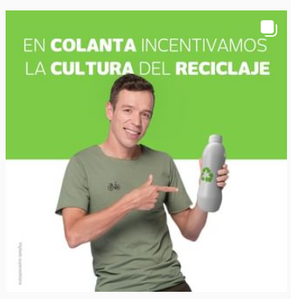 EN COLANTA INCENTIVAMOS
LA CULTURA DEL RECICLAJE